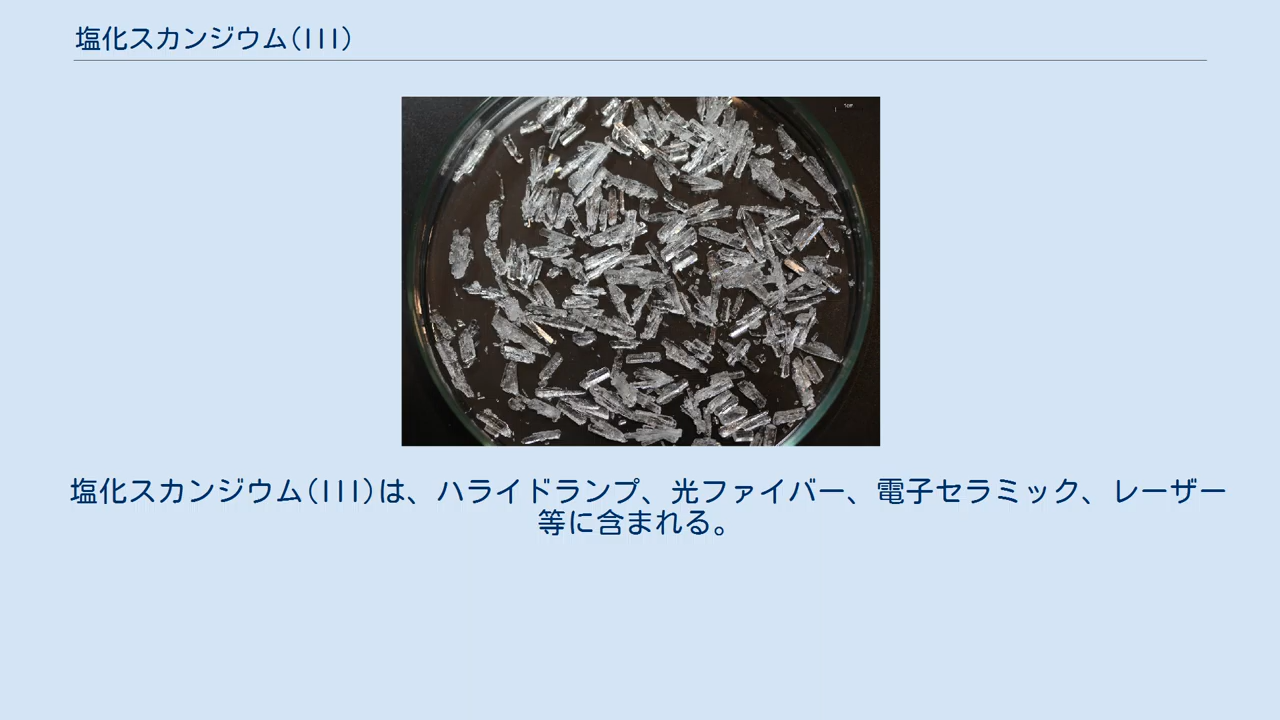 塩化スカンジウム(III)
塩化スカンジウム(III)は、ハライドランプ、光ファイバー、電子セラミック、レーザー
等に含まれる。